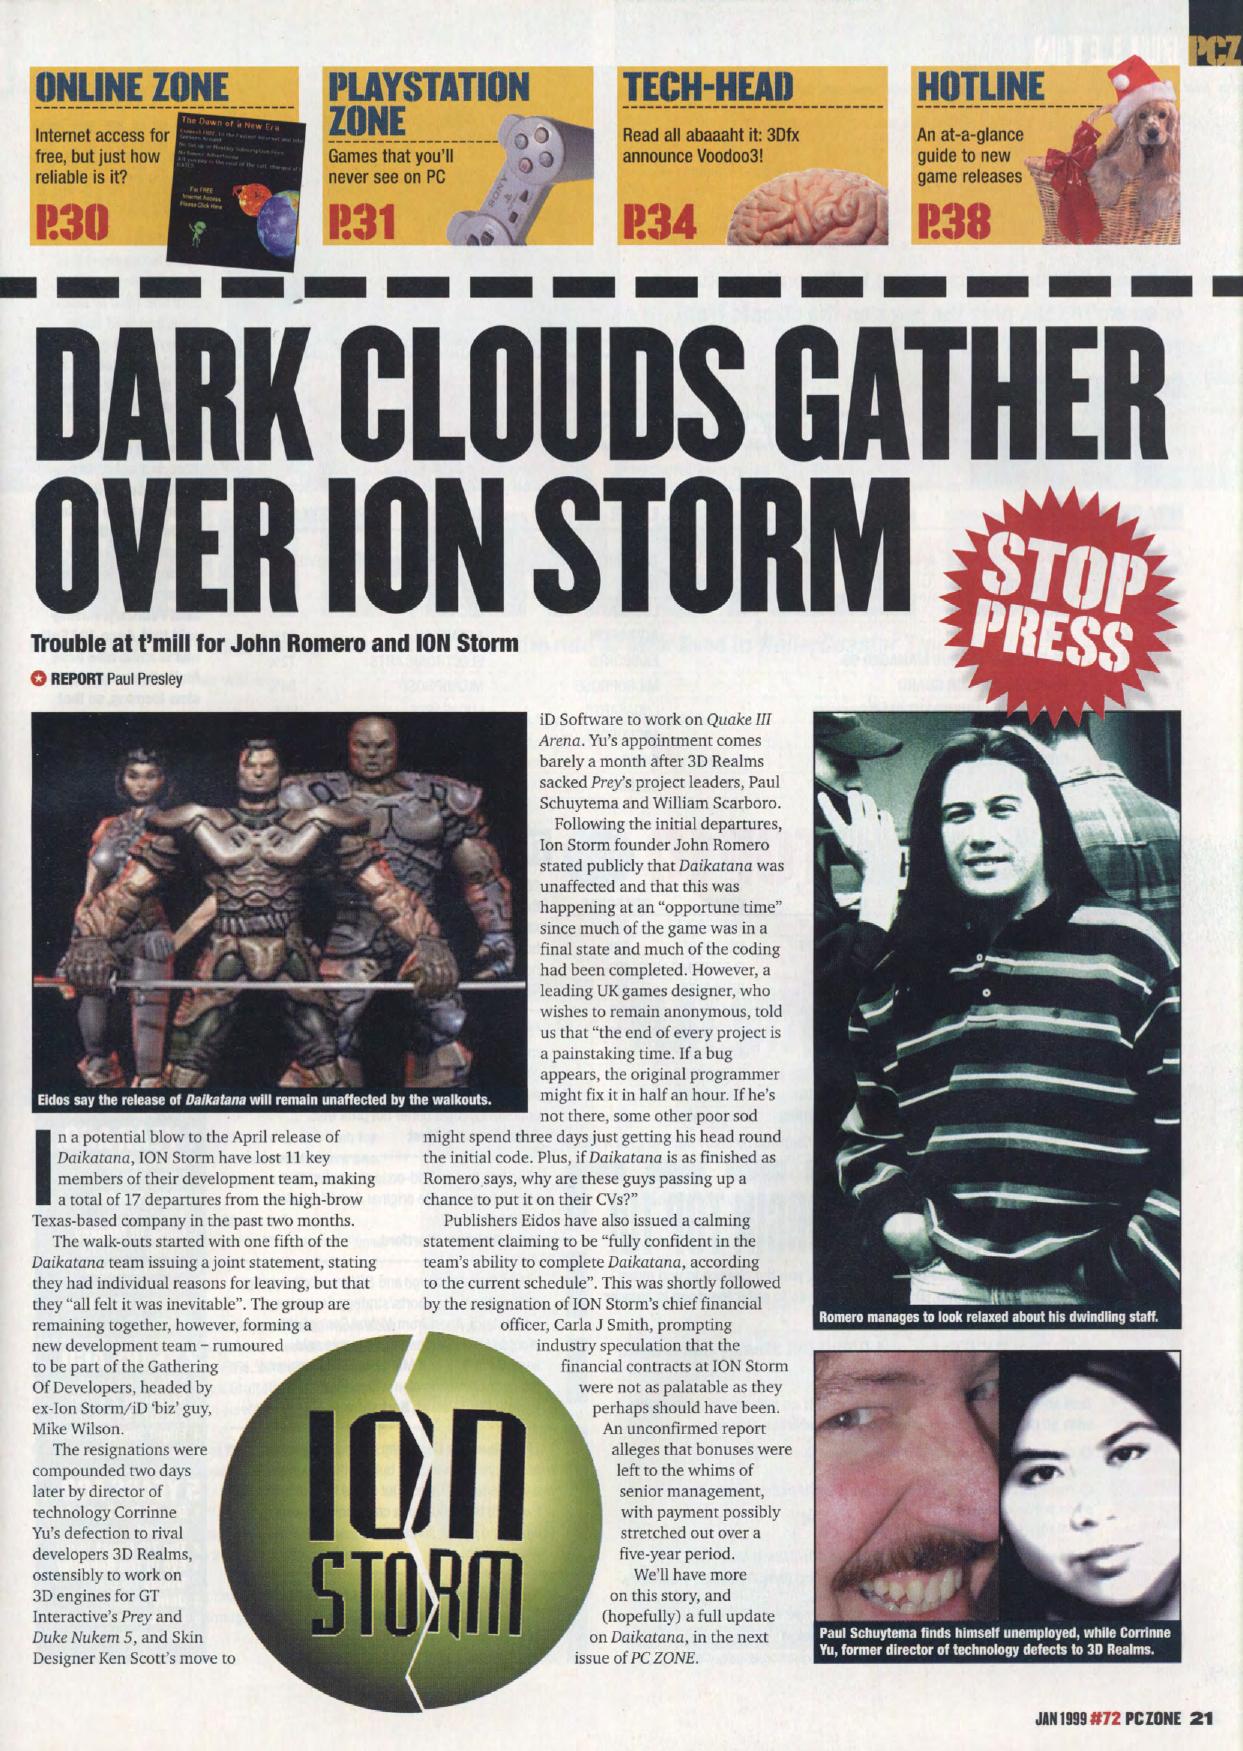 PCZ
ONLINE ZONE
Internet access for
free, but just how
reliable is it?
P.30
The Dawn of a New Era
For FREE
Internet Access
Please Click Here
PLAYSTATION
ZONE
Games that you'll
never see on PC
P.31
SONY
TECH-HEAD
Read all abaaaht it: 3Dfx
announce Voodoo3!
P.34
HOTLINE
An at-a-glance
guide to new
game releases
P.38
DARK CLOUDS GATHER
OVER ION STORM
STOP
PRESS
Trouble at t'mill for John Romero and ION Storm
REPORT Paul Presley
Eidos say the release of Daikatana will remain unaffected by the walkouts.
In a potential blow to the April release of
Daikatana, ION Storm have lost 11 key
members of their development team, making
a total of 17 departures from the high-brow
Texas-based company in the past two months.
The walk-outs started with one fifth of the
Daikatana team issuing a joint statement, stating
they had individual reasons for leaving, but that
they "all felt it was inevitable". The group are
remaining together, however, forming a
new development team – rumoured
to be part of the Gathering
Of Developers, headed by
ex-Ion Storm/iD 'biz' guy,
Mike Wilson.
The resignations were
compounded two days
later by director of
technology Corrinne
Yu's defection to rival
developers 3D Realms,
ostensibly to work on
3D engines for GT
Interactive's Prey and
Duke Nukem 5, and Skin
Designer Ken Scott's move to
iD Software to work on Quake III
Arena. Yu's appointment comes
barely a month after 3D Realms
sacked Prey's project leaders, Paul
Schuytema and William Scarboro.
Following the initial departures,
Ion Storm founder John Romero
stated publicly that Daikatana was
unaffected and that this was
happening at an "opportune time"
since much of the game was in a
final state and much of the coding
had been completed. However, a
leading UK games designer, who
wishes to remain anonymous, told
us that "the end of every project is
a painstaking time. If a bug
appears, the original programmer
might fix it in half an hour. If he's
not there, some other poor sod
might spend three days just getting his head round
the initial code. Plus, if Daikatana is as finished as
Romero says, why are these guys passing up a
chance to put it on their CVs?"
Publishers Eidos have also issued a calming
statement claiming to be "fully confident in the
team's ability to complete Daikatana, according
to the current schedule". This was shortly followed
by the resignation of ION Storm's chief financial
officer, Carla J Smith, prompting
industry speculation that the
financial contracts at ION Storm
were not as palatable as they
perhaps should have been.
An unconfirmed report
alleges that bonuses were
left to the whims of
senior management,
with payment possibly
stretched out over a
five-year period.
We'll have more
on this story, and
(hopefully) a full update
on Daikatana, in the next
issue of PC ZONE.
ION
STORM
Romero manages to look relaxed about his dwindling staff.
Paul Schuytema finds himself unemployed, while Corrinne
Yu, former director of technology defects to 3D Realms.
JAN 1999 #72 PC ZONE 21